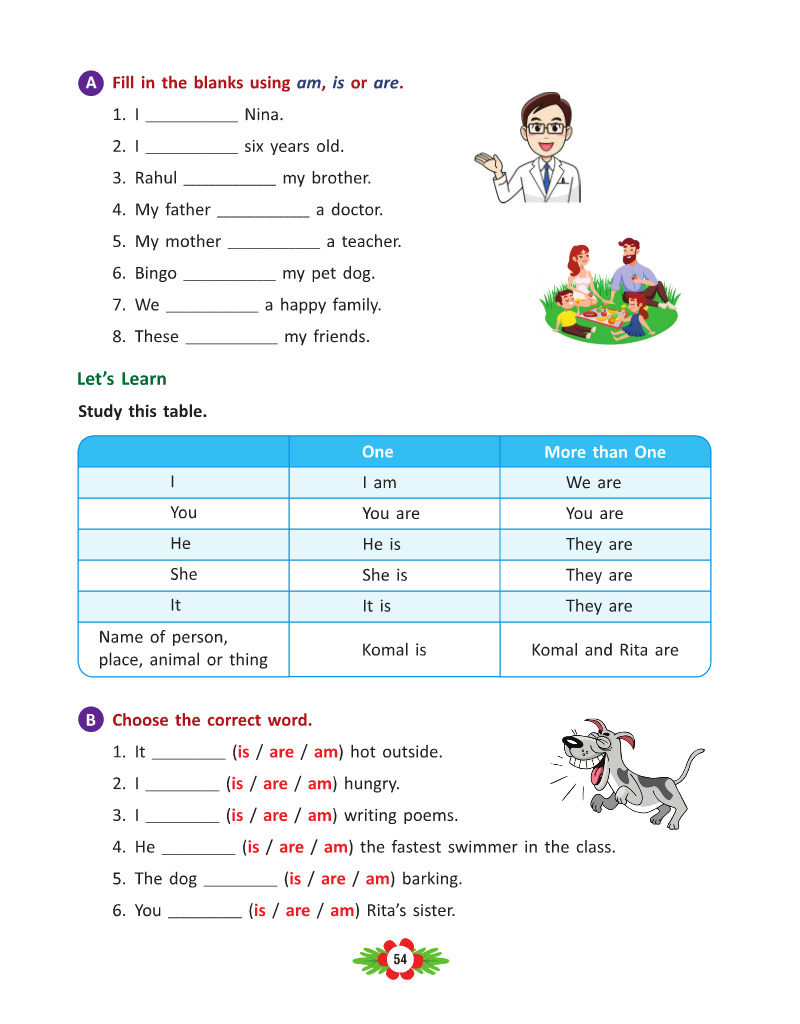 A Fill in the blanks using am, is or are.
1. I __________ Nina.
2. I __________ six years old.
3. Rahul __________ my brother.
4. My father __________ a doctor.
5. My mother __________ a teacher.
6. Bingo __________ my pet dog.
7. We __________ a happy family.
8. These __________ my friends.
Let's Learn
Study this table.
One More than One
I I am We are
You You are You are
He He is They are
She She is They are
It It is They are
Name of person,
place, animal or thing Komal is Komal and Rita are
B Choose the correct word.
1. It ________ (is / are / am) hot outside.
2. I ________ (is / are / am) hungry.
3. I ________ (is / are / am) writing poems.
4. He ________ (is / are / am) the fastest swimmer in the class.
5. The dog ________ (is / are / am) barking.
6. You ________ (is / are / am) Rita's sister.
54